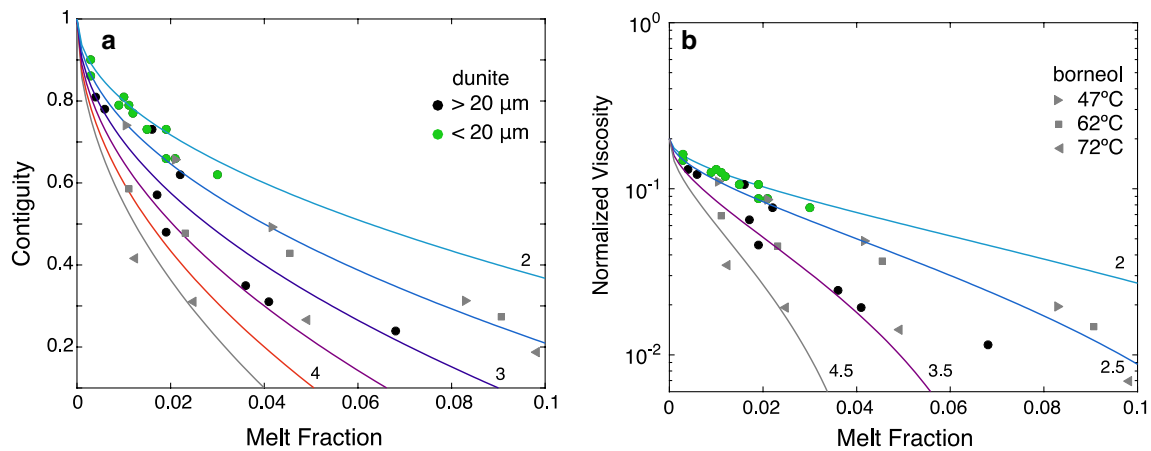 a
1
0.8
0.6
0.4
0.2
Contiguity
dunite
> 20 µm
< 20 µm
2
3
4
0
0.02
0.04
0.06
0.08
0.1
Melt Fraction
b
10⁰
10⁻¹
10⁻²
Normalized Viscosity
borneol
47ºC
62ºC
72ºC
2
2.5
3.5
4.5
0
0.02
0.04
0.06
0.08
0.1
Melt Fraction